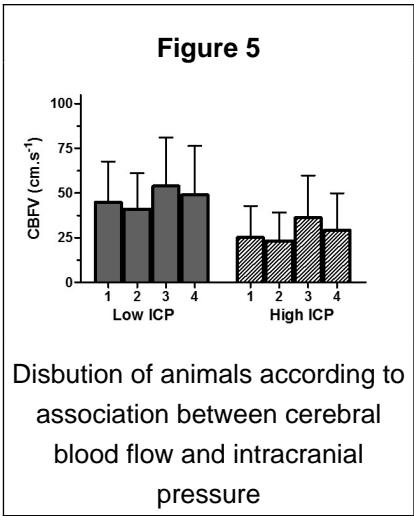 Figure 5
100
75
50
25
0
CBFV (cm.s-1)
1 2 3 4 1 2 3 4
Low ICP High ICP
Disbution of animals according to
association between cerebral
blood flow and intracranial
pressure